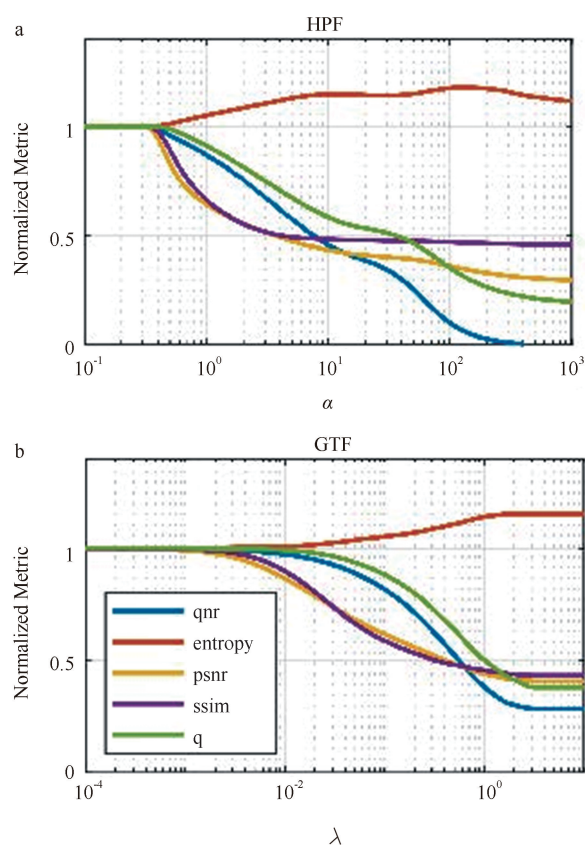 a
HPF
Normalized Metric
1
0.5
0
10^-1
10^0
10^1
10^2
10^3
α
b
GTF
Normalized Metric
1
0.5
0
qnr
entropy
psnr
ssim
q
10^-4
10^-2
10^0
λ